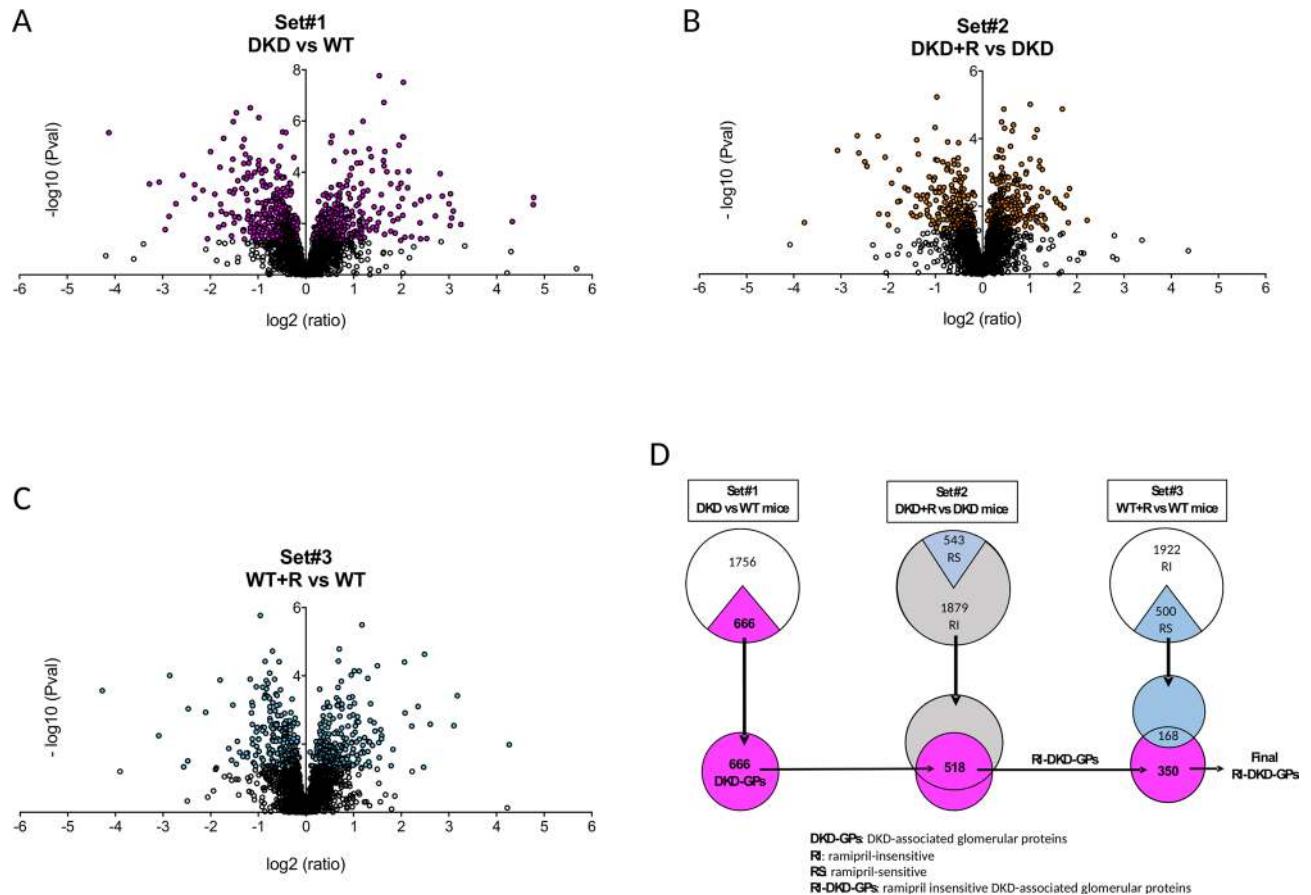 A
Set#1
DKD vs WT
8
4
-log10 (Pval)
-6 -5 -4 -3 -2 -1 0 1 2 3 4 5 6
log2 (ratio)
B
Set#2
DKD+R vs DKD
6
4
2
- log10 (Pval)
-6 -5 -4 -3 -2 -1 0 1 2 3 4 5 6
log2 (ratio)
C
Set#3
WT+R vs WT
6
4
2
- log10 (Pval)
-6 -5 -4 -3 -2 -1 0 1 2 3 4 5 6
log2 (ratio)
D
Set#1
DKD vs WT mice
Set#2
DKD+R vs DKD mice
Set#3
WT+R vs WT mice
1756
666
543
RS
1879
RI
1922
RI
500
RS
666
DKD-GPs
518
RI-DKD-GPs
168
350
Final
RI-DKD-GPs
DKD-GPs: DKD-associated glomerular proteins
RI: ramipril-insensitive
RS: ramipril-sensitive
RI-DKD-GPs: ramipril insensitive DKD-associated glomerular proteins